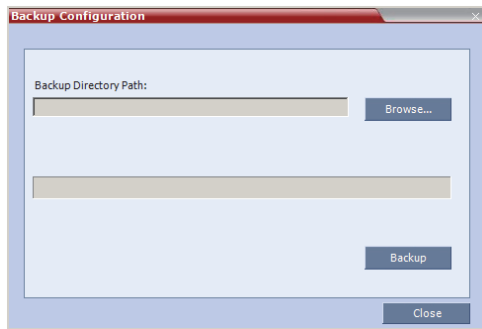 Backup Configuration
Backup Directory Path:
Browse...
Backup
Close